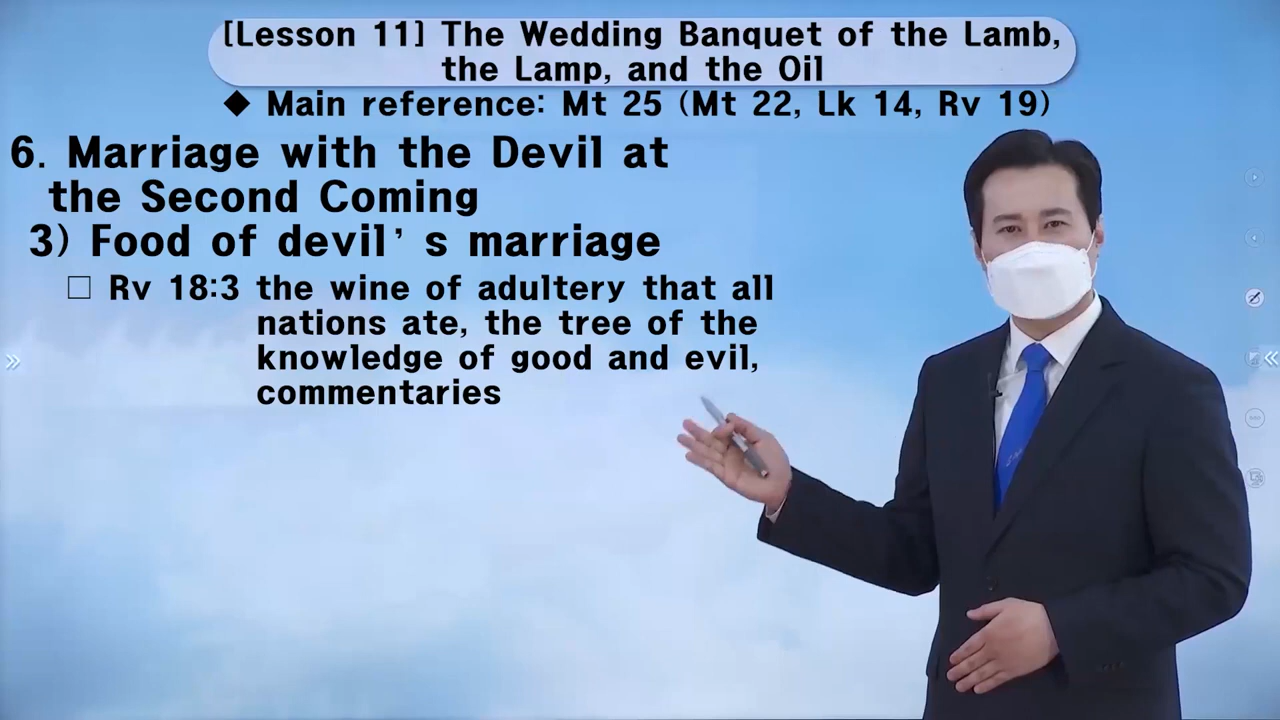 [Lesson 11] The Wedding Banquet of the Lamb,
the Lamp, and the Oil
◆ Main reference: Mt 25 (Mt 22, Lk 14, Rv 19)
6. Marriage with the Devil at
the Second Coming
3) Food of devil’s marriage
□ Rv 18:3 the wine of adultery that all
nations ate, the tree of the
knowledge of good and evil,
commentaries